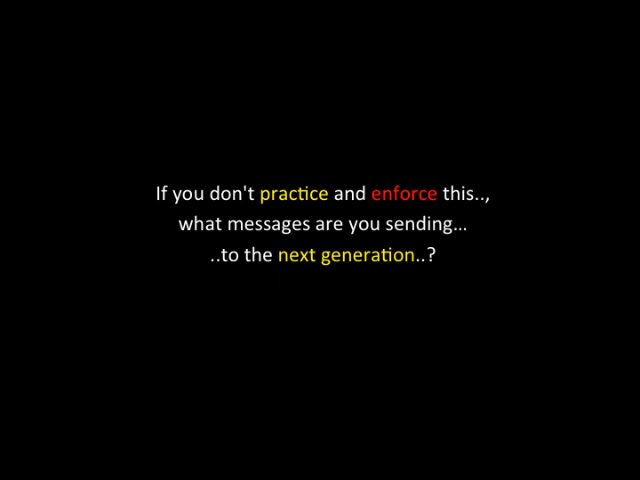 If you don't practice and enforce this..,
what messages are you sending...
..to the next generation..?